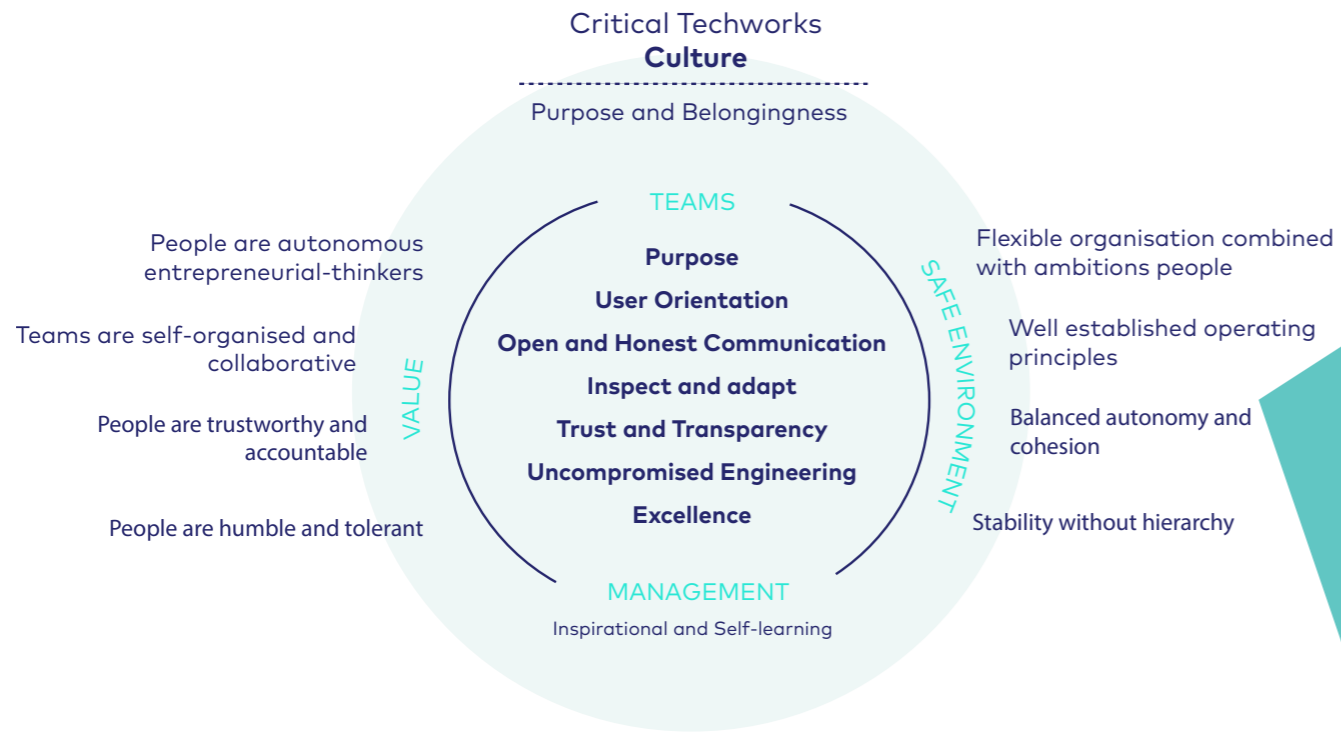 Critical Techworks
Culture
Purpose and Belongingness
TEAMS
Purpose
User Orientation
Open and Honest Communication
Inspect and adapt
Trust and Transparency
Uncompromised Engineering
Excellence
MANAGEMENT
Inspirational and Self-learning
VALUE
People are autonomous
entrepreneurial-thinkers
Teams are self-organised and
collaborative
People are trustworthy and
accountable
People are humble and tolerant
SAFE ENVIRONMENT
Flexible organisation combined
with ambitions people
Well established operating
principles
Balanced autonomy and
cohesion
Stability without hierarchy